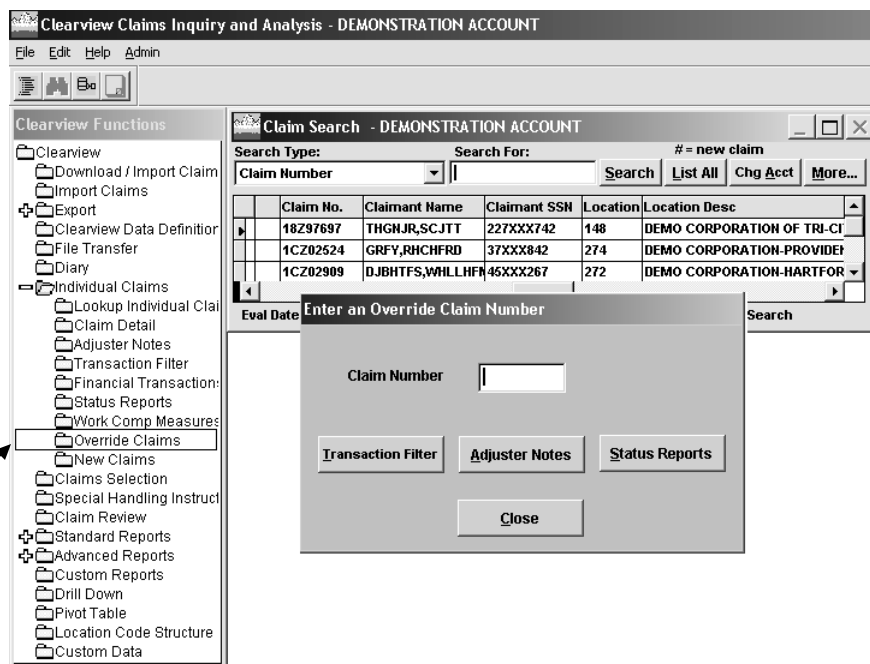 Clearview Claims Inquiry and Analysis - DEMONSTRATION ACCOUNT
File Edit Help Admin
Clearview Functions
Clearview
Download / Import Claim
Import Claims
Export
Clearview Data Definition
File Transfer
Diary
Individual Claims
Lookup Individual Clai
Claim Detail
Adjuster Notes
Transaction Filter
Financial Transaction:
Status Reports
Work Comp Measures
Override Claims
New Claims
Claims Selection
Special Handling Instruct
Claim Review
Standard Reports
Advanced Reports
Custom Reports
Drill Down
Pivot Table
Location Code Structure
Custom Data
Claim Search - DEMONSTRATION ACCOUNT
Search Type: Search For: # = new claim
Claim Number Search List All Chg Acct More...
Claim No. Claimant Name Claimant SSN Location Location Desc
18Z97697 THGNJR,SCJTT 227XXX742 148 DEMO CORPORATION OF TRI-CI
1CZ02524 GRFY,RHCHFRD 37XXX842 274 DEMO CORPORATION-PROVIDEN
1CZ02909 DJBHTFS,WHLLHFM 45XXX267 272 DEMO CORPORATION-HARTFOR
Eval Date Search
Enter an Override Claim Number
Claim Number
Transaction Filter Adjuster Notes Status Reports
Close